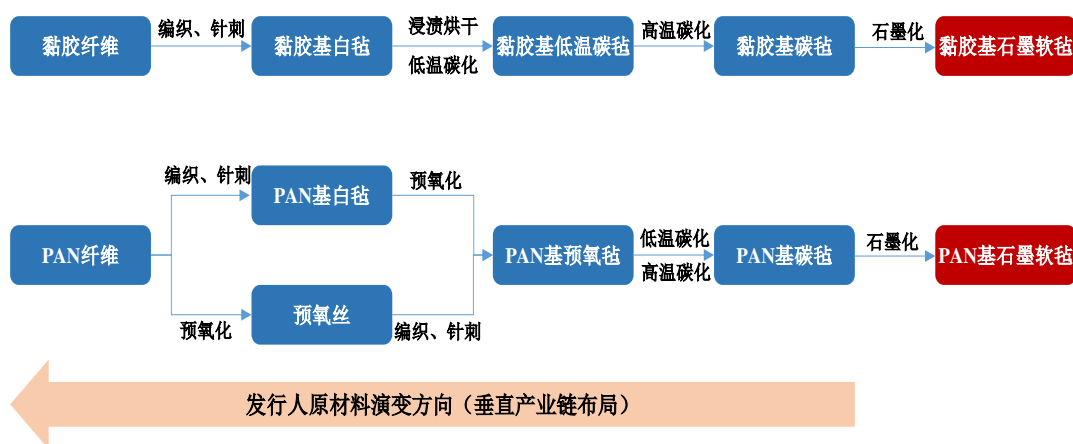 编织、针刺
浸渍烘干
高温碳化
石墨化
黏胶纤维
黏胶基白毡
黏胶基低温碳毡
黏胶基碳毡
黏胶基石墨软毡
低温碳化
编织、针刺
PAN基白毡
预氧化
PAN纤维
PAN基预氧毡
低温碳化
高温碳化
PAN基碳毡
石墨化
PAN基石墨软毡
预氧化
预氧丝
编织、针刺
发行人原材料演变方向（垂直产业链布局）